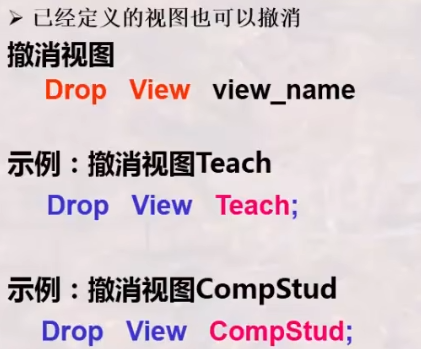 ➢ 已经定义的视图也可以撤消
撤消视图
Drop View view_name
示例：撤消视图Teach
Drop View Teach;
示例：撤消视图CompStud
Drop View CompStud;